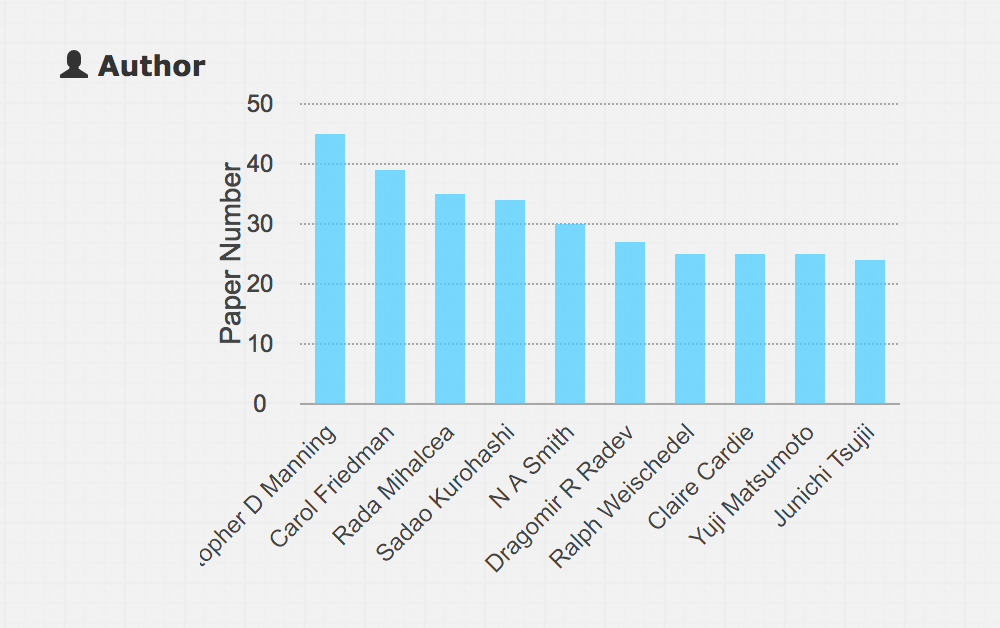 Author
Paper Number
50
40
30
20
10
0
topher D Manning
Carol Friedman
Rada Mihalcea
Sadao Kurohashi
N A Smith
Dragomir R Radev
Ralph Weischedel
Claire Cardie
Yuji Matsumoto
Junichi Tsujii